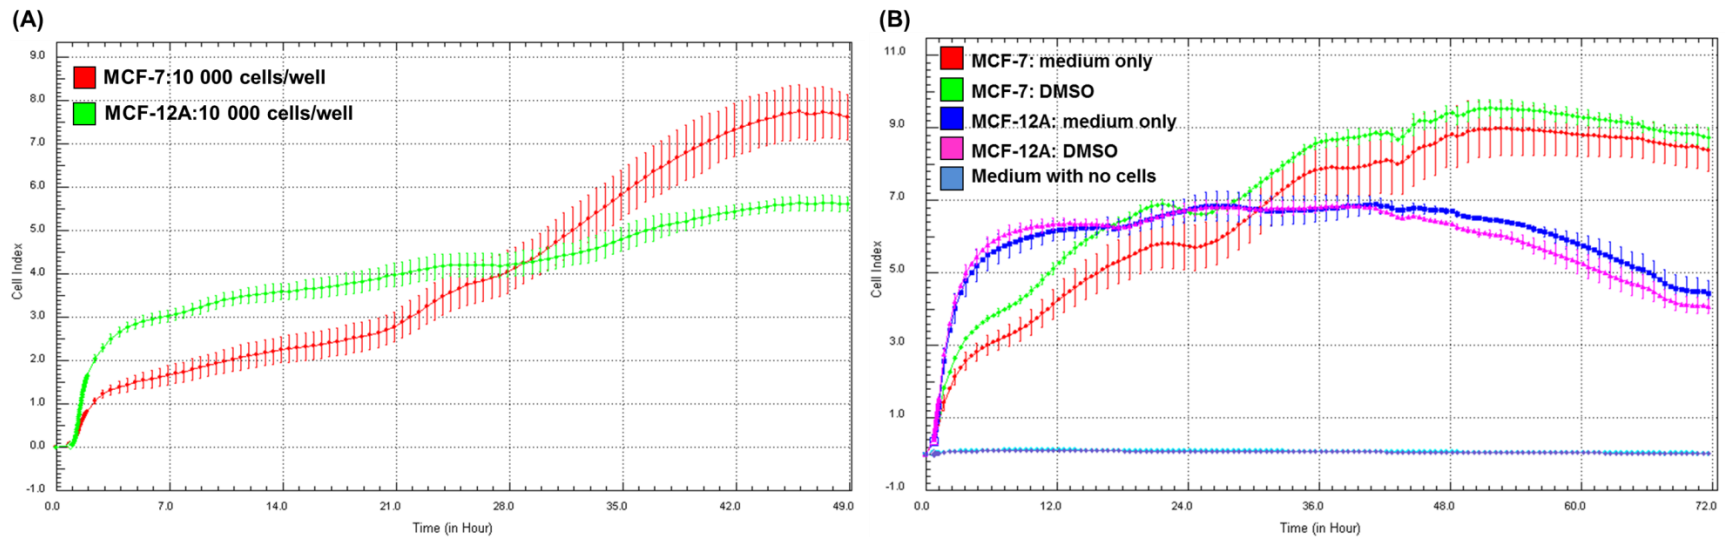 (A)
9.0
8.0
7.0
6.0
5.0
4.0
3.0
2.0
1.0
0.0
-1.0
Cell Index
MCF-7:10 000 cells/well
MCF-12A:10 000 cells/well
0.0 7.0 14.0 21.0 28.0 35.0 42.0 49.0
Time (in Hour)
(B)
11.0
9.0
7.0
5.0
3.0
1.0
-1.0
Cell Index
MCF-7: medium only
MCF-7: DMSO
MCF-12A: medium only
MCF-12A: DMSO
Medium with no cells
0.0 12.0 24.0 36.0 48.0 60.0 72.0
Time (in Hour)